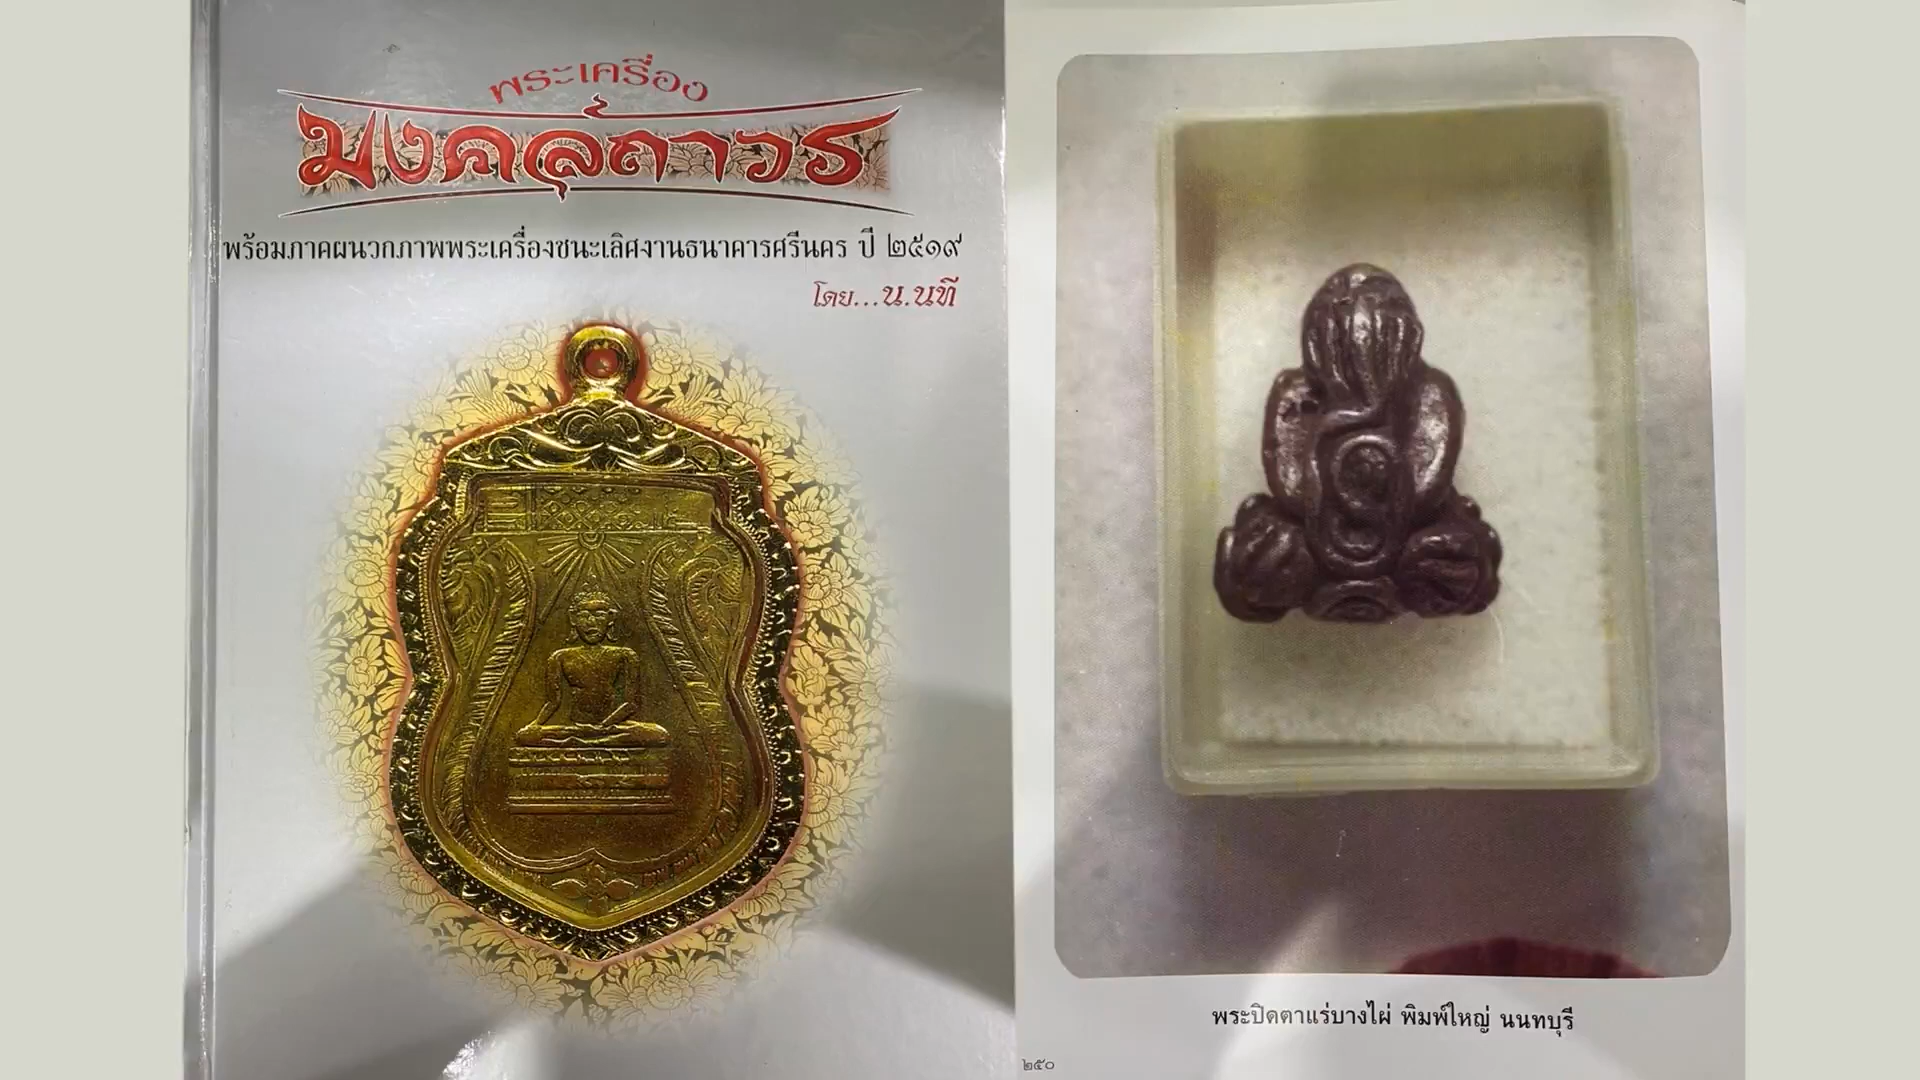 พระเครื่อง
มงคลถาวร
พร้อมภาคผนวกภาพพระเครื่องชนะเลิศงานธนาคารศรีนคร ปี ๒๕๑๙
โดย...น.นที
พระปิดตาแร่บางไผ่ พิมพ์ใหญ่ นนทบุรี
๒๕๐